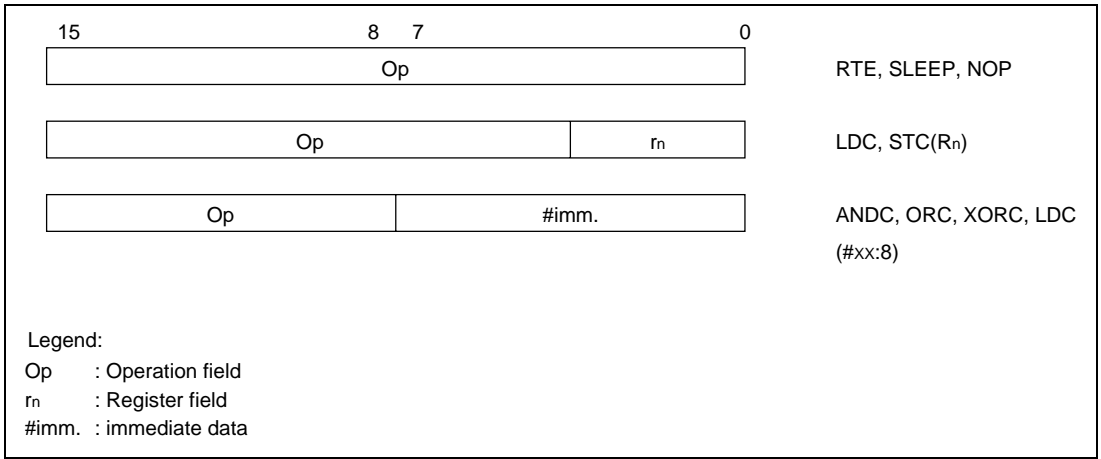 15 8 7 0
Op RTE, SLEEP, NOP
Op rn LDC, STC(Rn)
Op #imm. ANDC, ORC, XORC, LDC
(#xx:8)
Legend:
Op : Operation field
rn : Register field
#imm. : immediate data